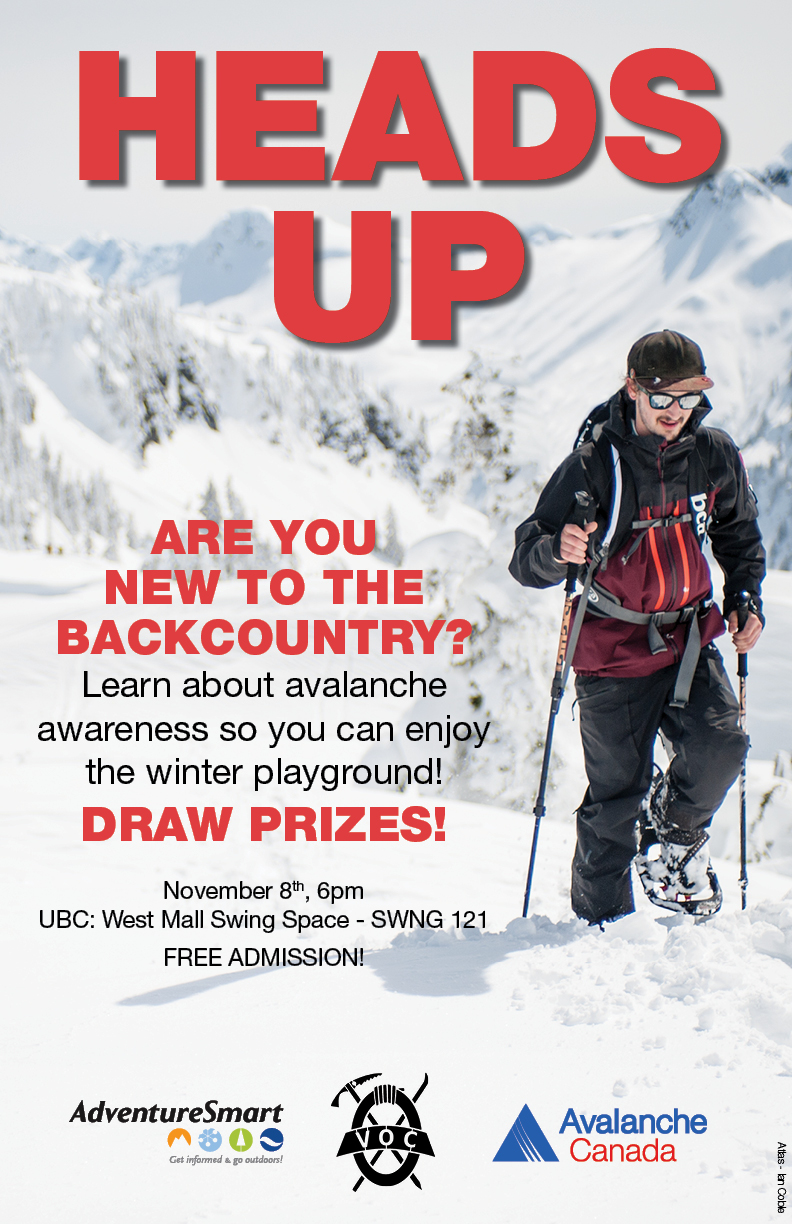 HEADS
UP
ARE YOU
NEW TO THE
BACKCOUNTRY?
Learn about avalanche
awareness so you can enjoy
the winter playground!
DRAW PRIZES!
November 8th, 6pm
UBC: West Mall Swing Space - SWNG 121
FREE ADMISSION!
bca
AdventureSmart
Get informed & go outdoors!
VOC
Avalanche
Canada
Atlas - Ian Coble